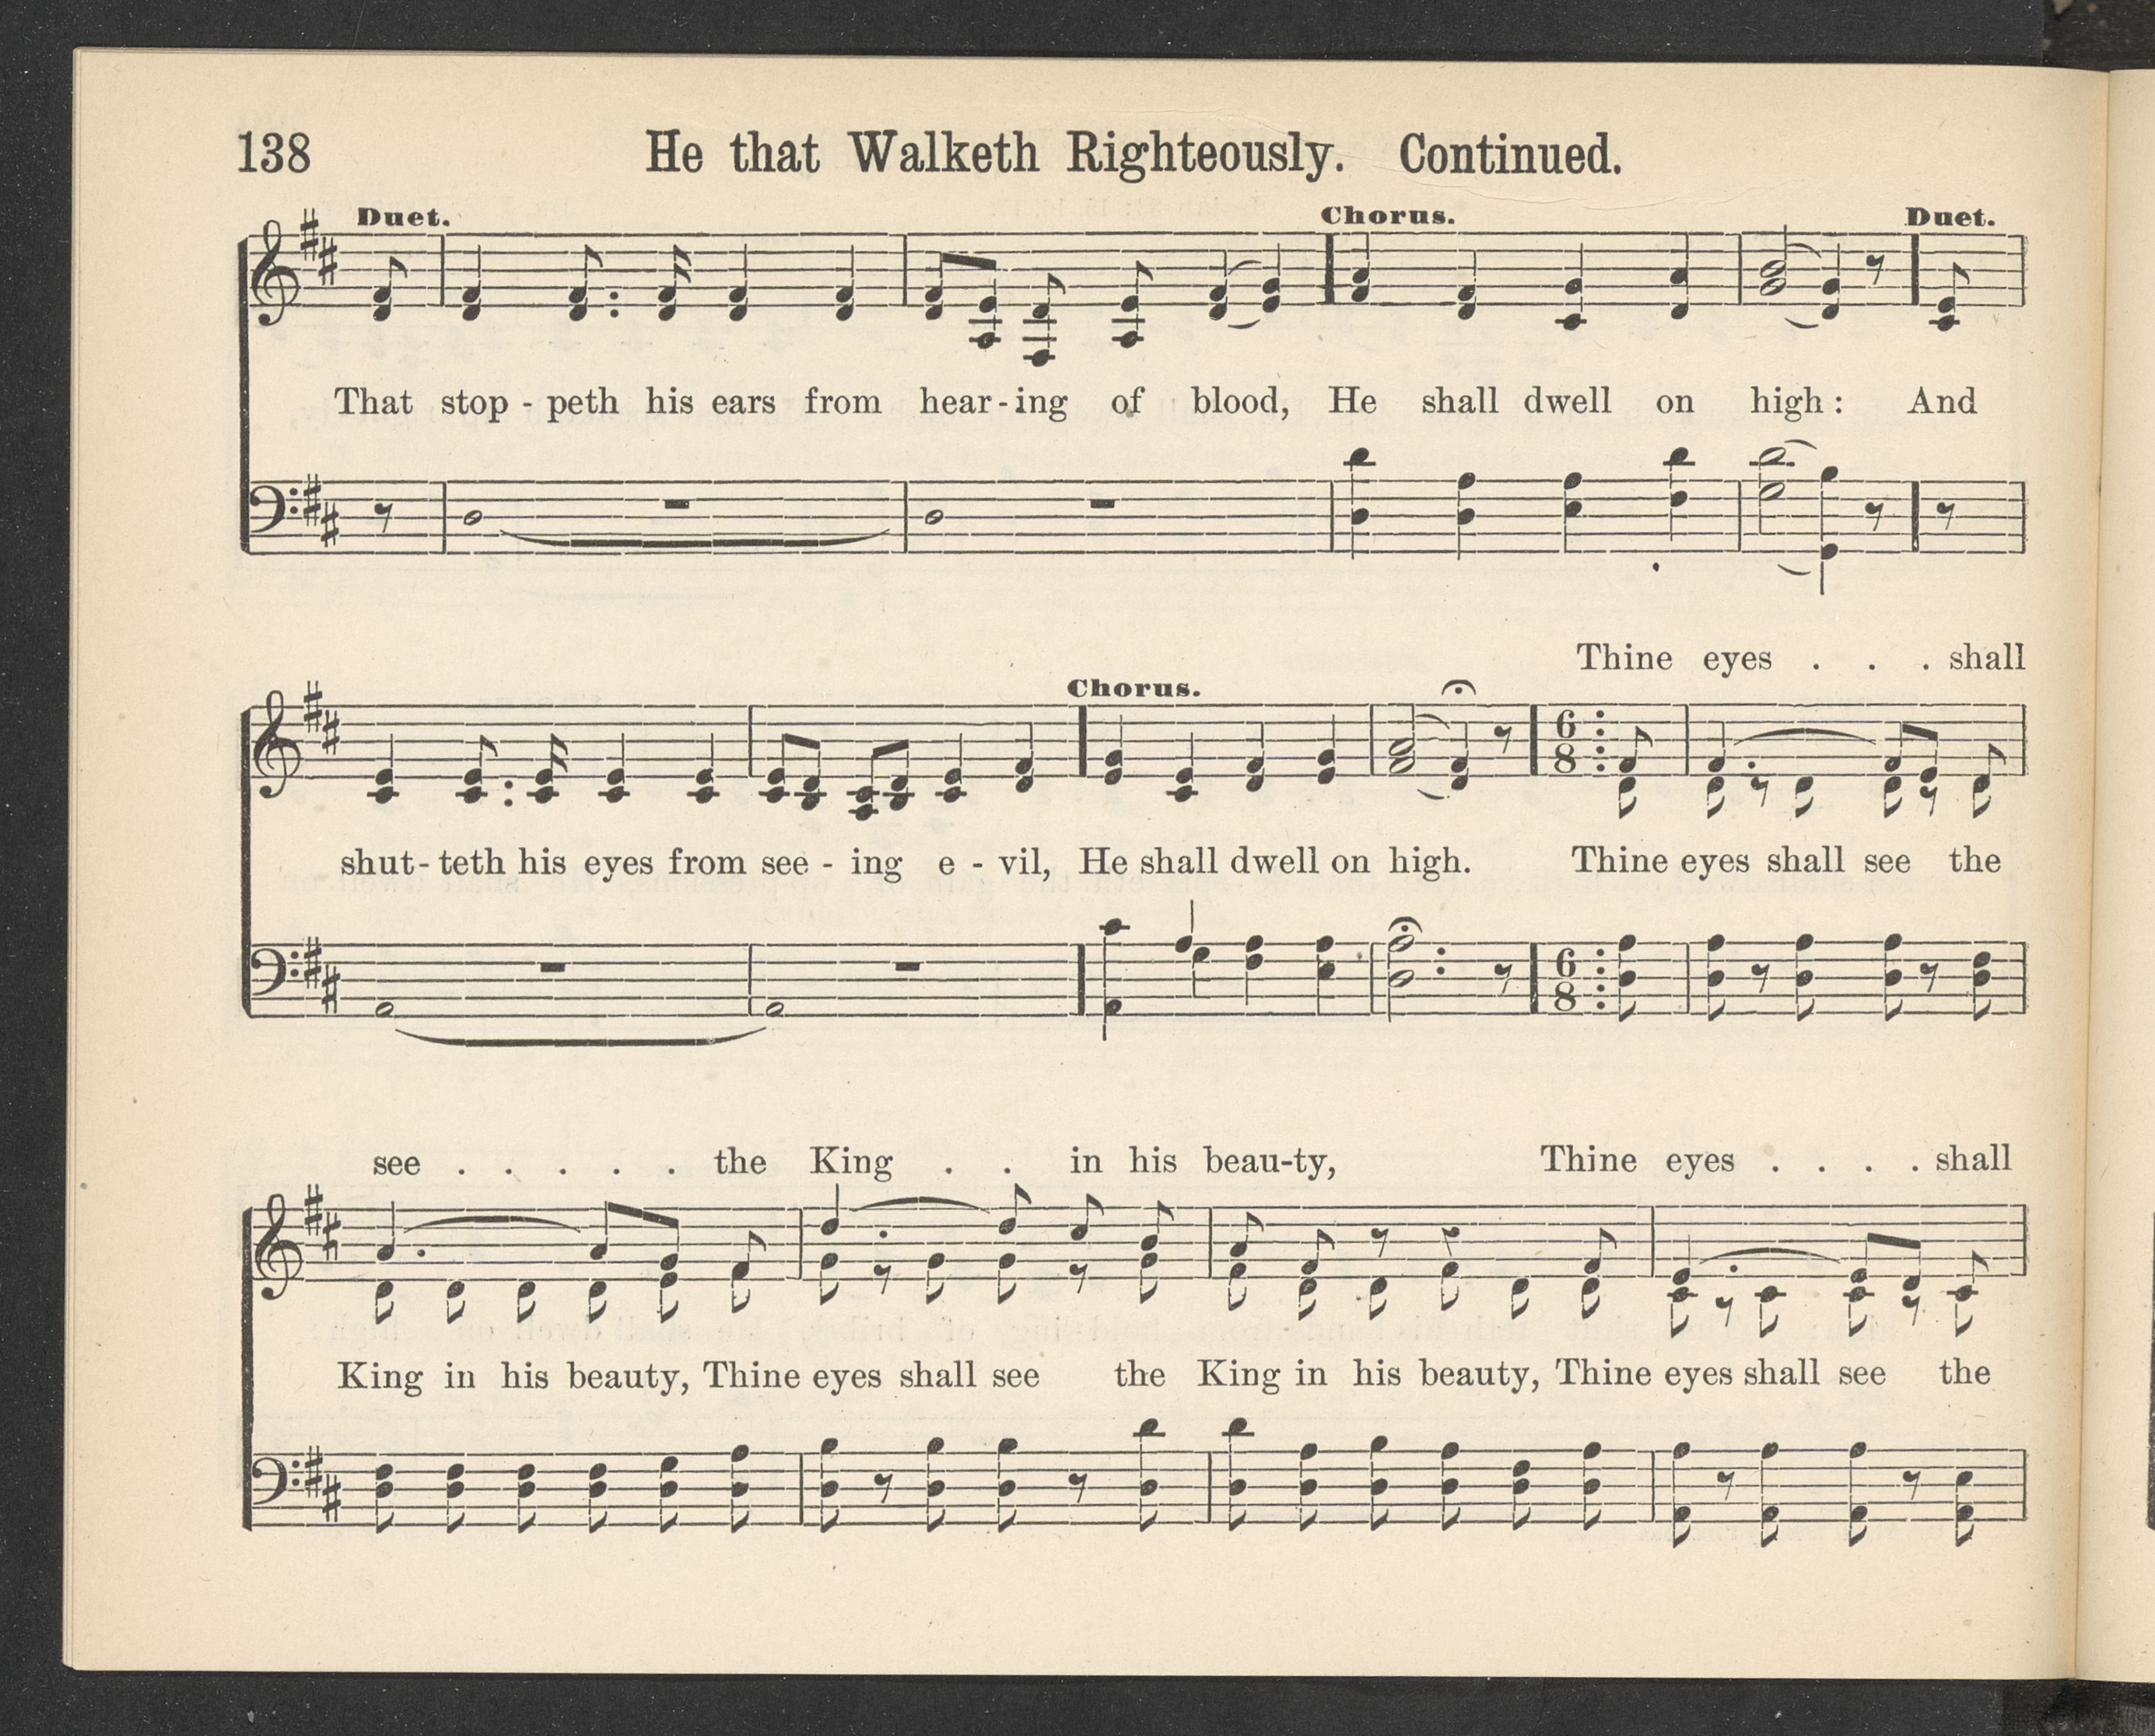 138 He that Walketh Righteously. Continued.
Duet. Chorus. Duet.
That stop - peth his ears from hear - ing of blood, He shall dwell on high : And
Thine eyes . . . shall
Chorus.
6 8
shut - teth his eyes from see - ing e - vil, He shall dwell on high. Thine eyes shall see the
6 8
see . . . . . the King . . in his beau-ty, Thine eyes . . . . shall
King in his beauty, Thine eyes shall see the King in his beauty, Thine eyes shall see the